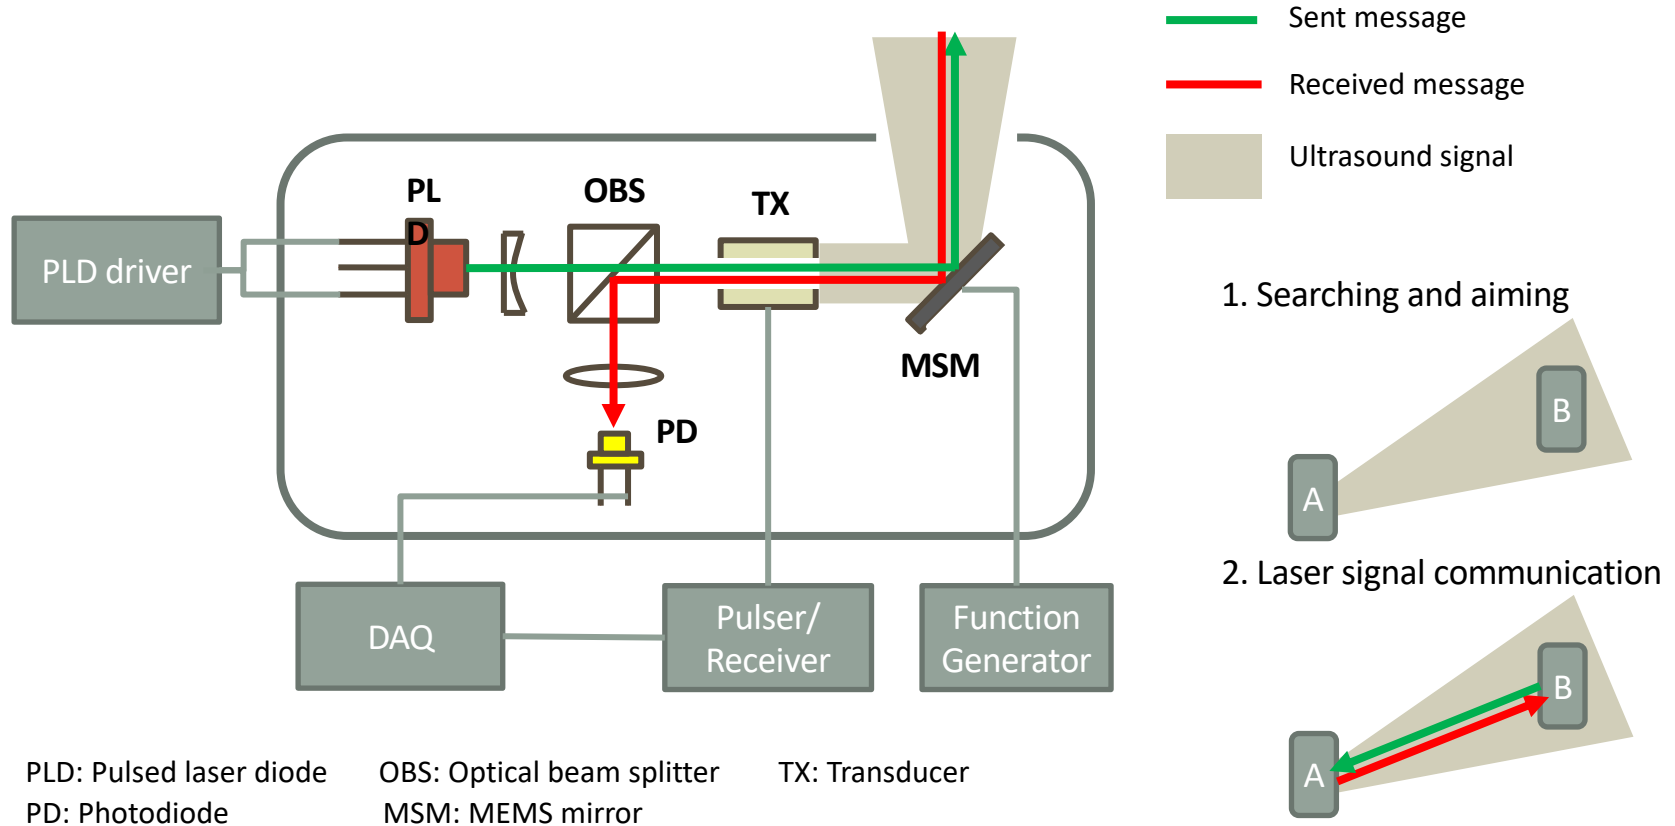 Sent message
Received message
Ultrasound signal
PL
D
OBS
TX
PLD driver
MSM
PD
DAQ
Pulser/
Receiver
Function
Generator
1. Searching and aiming
B
A
2. Laser signal communication
B
A
PLD: Pulsed laser diode OBS: Optical beam splitter TX: Transducer
PD: Photodiode MSM: MEMS mirror